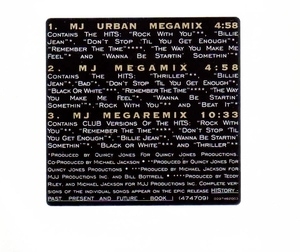 1. MJ URBAN MEGAMIX 4:58
CONTAINS THE HITS: "ROCK WITH YOU"**, "BILLIE
JEAN"**, "DON'T STOP 'TIL YOU GET ENOUGH"**,
"REMEMBER THE TIME"****, "THE WAY YOU MAKE ME
FEEL"* AND "WANNA BE STARTIN' SOMETHIN'"**.
2. MJ MEGAMIX 4:58
CONTAINS THE HITS: "THRILLER"**, "BILLIE
JEAN"**, "BAD"*, "DON'T STOP 'TIL YOU GET ENOUGH"**,
"BLACK OR WHITE"***, "REMEMBER THE TIME"****, "THE WAY
YOU MAKE ME FEEL"*, "WANNA BE STARTIN'
SOMETHIN'"**, "ROCK WITH YOU"** AND "BEAT IT"**.
3. MJ MEGAREMIX 10:33
CONTAINS CLUB VERSIONS OF THE HITS: "ROCK WITH
YOU"**, "REMEMBER THE TIME"****, "DON'T STOP 'TIL
YOU GET ENOUGH"**, "BILLIE JEAN"**, "WANNA BE STARTIN'
SOMETHIN'"**, "BLACK OR WHITE"*** AND "THRILLER"**.
*PRODUCED BY QUINCY JONES FOR QUINCY JONES PRODUCTIONS.
CO-PRODUCED BY MICHAEL JACKSON **PRODUCED BY QUINCY JONES FOR
QUINCY JONES PRODUCTIONS ***PRODUCED BY MICHAEL JACKSON FOR
MJJ PRODUCTIONS INC. AND BILL BOTTRELL ****PRODUCED BY TEDDY
RILEY, AND MICHAEL JACKSON FOR MJJ PRODUCTIONS INC. COMPLETE VER-
SIONS OF THE INDIVIDUAL SONGS APPEAR ON THE EPIC RELEASE HISTORY -
PAST, PRESENT AND FUTURE - BOOK I (4747091)